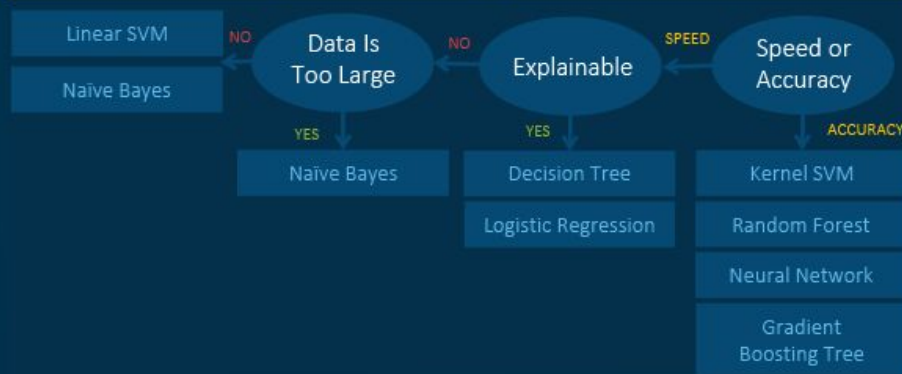 Linear SVM
Naïve Bayes
NO
Data Is
Too Large
NO
Explainable
SPEED
Speed or
Accuracy
YES
YES
ACCURACY
Naïve Bayes
Decision Tree
Logistic Regression
Kernel SVM
Random Forest
Neural Network
Gradient
Boosting Tree